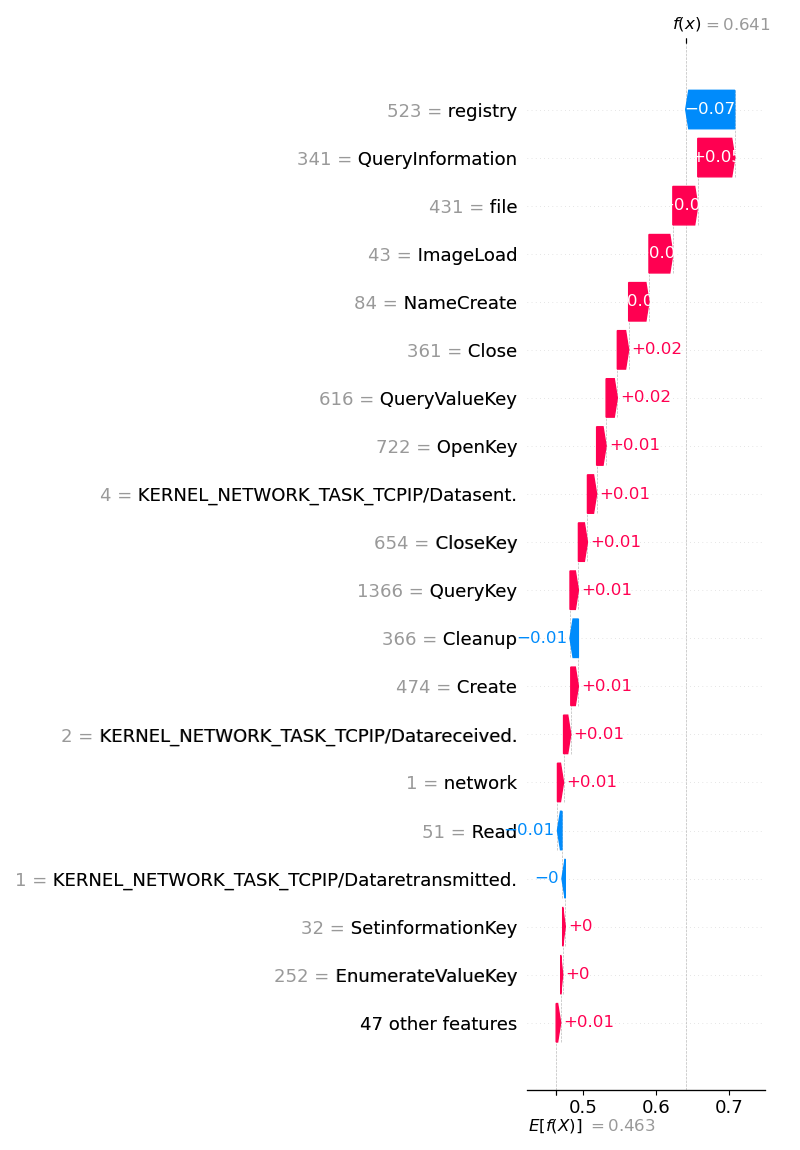 f(x) = 0.641
523 = registry −0.07
341 = QueryInformation +0.05
431 = file
43 = ImageLoad
84 = NameCreate
361 = Close +0.02
616 = QueryValueKey +0.02
722 = OpenKey +0.01
4 = KERNEL_NETWORK_TASK_TCPIP/Datasent. +0.01
654 = CloseKey +0.01
1366 = QueryKey +0.01
366 = Cleanup −0.01
474 = Create +0.01
2 = KERNEL_NETWORK_TASK_TCPIP/Datareceived. +0.01
1 = network +0.01
51 = Read −0.01
1 = KERNEL_NETWORK_TASK_TCPIP/Dataretransmitted. −0
32 = SetinformationKey +0
252 = EnumerateValueKey +0
47 other features +0.01
0.5 0.6 0.7
E[f(X)] = 0.463